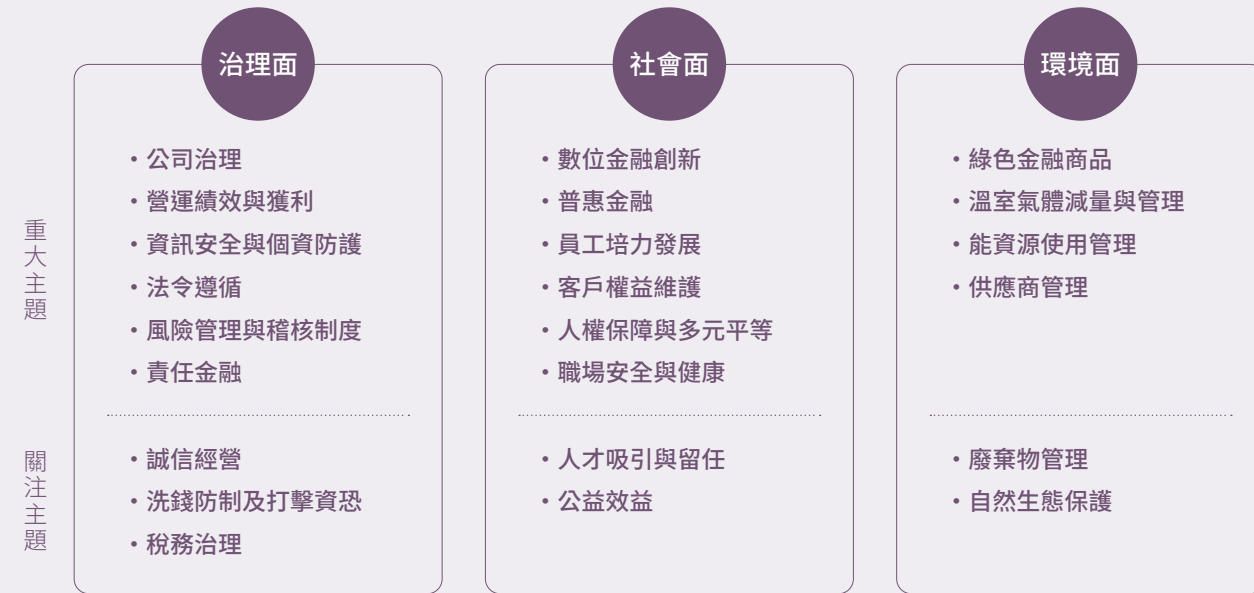 治理面
・公司治理
・營運績效與獲利
・資訊安全與個資防護
・法令遵循
・風險管理與稽核制度
・責任金融
・誠信經營
・洗錢防制及打擊資恐
・稅務治理
社會面
・數位金融創新
・普惠金融
・員工培力發展
・客戶權益維護
・人權保障與多元平等
・職場安全與健康
・人才吸引與留任
・公益效益
環境面
・綠色金融商品
・溫室氣體減量與管理
・能資源使用管理
・供應商管理
・廢棄物管理
・自然生態保護
重大主題
關注主題